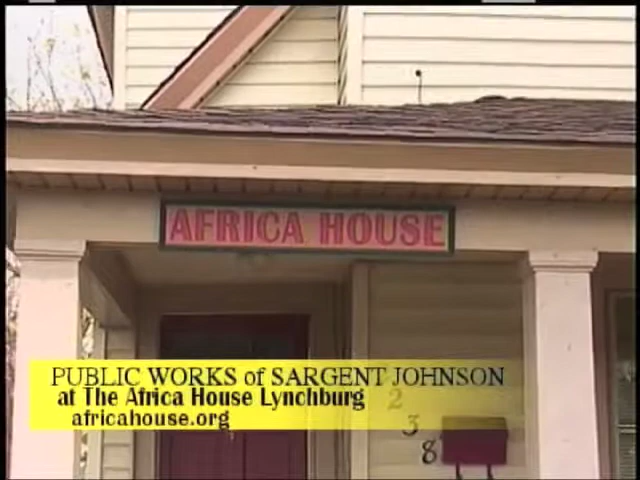 AFRICA HOUSE
PUBLIC WORKS of SARGENT JOHNSON
at The Africa House Lynchburg
africahouse.org
2
3
8